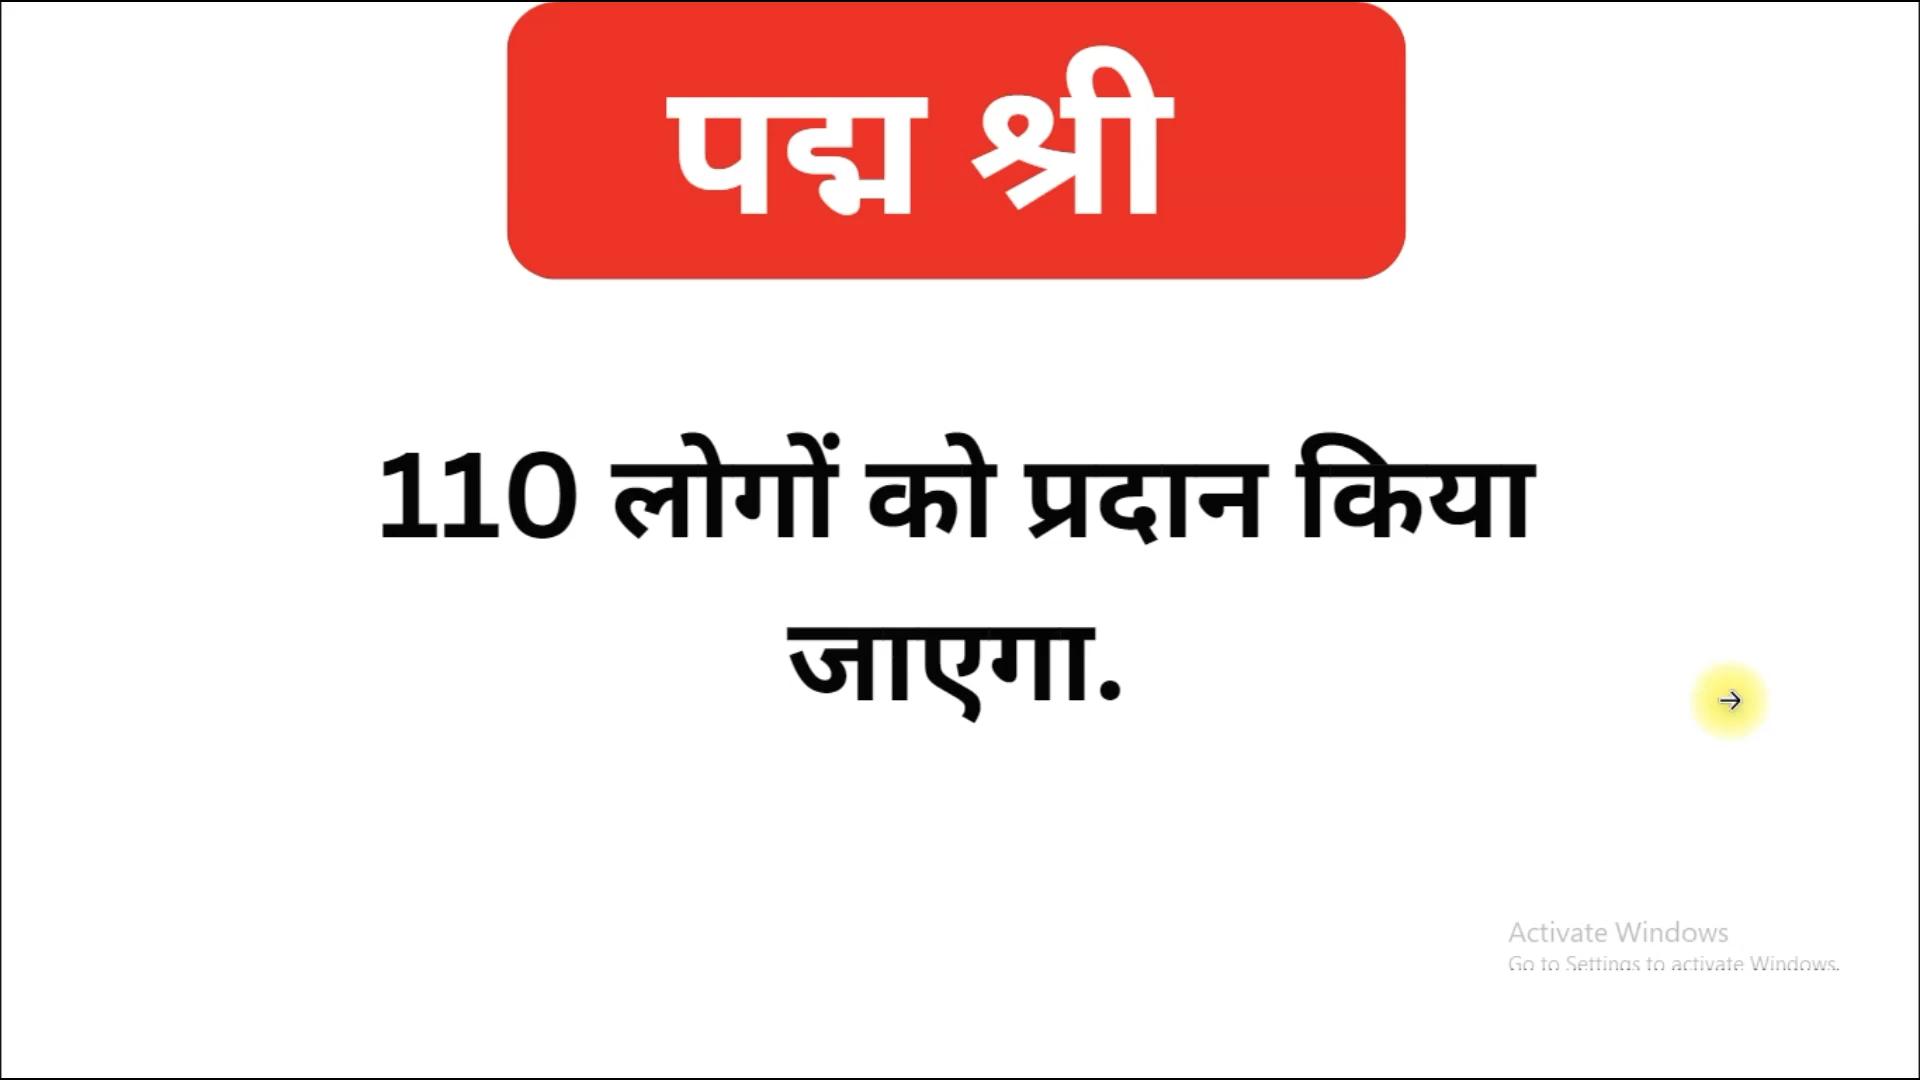 पद्म श्री
110 लोगों को प्रदान किया
जाएगा.
Activate Windows
Go to Settings to activate Windows.